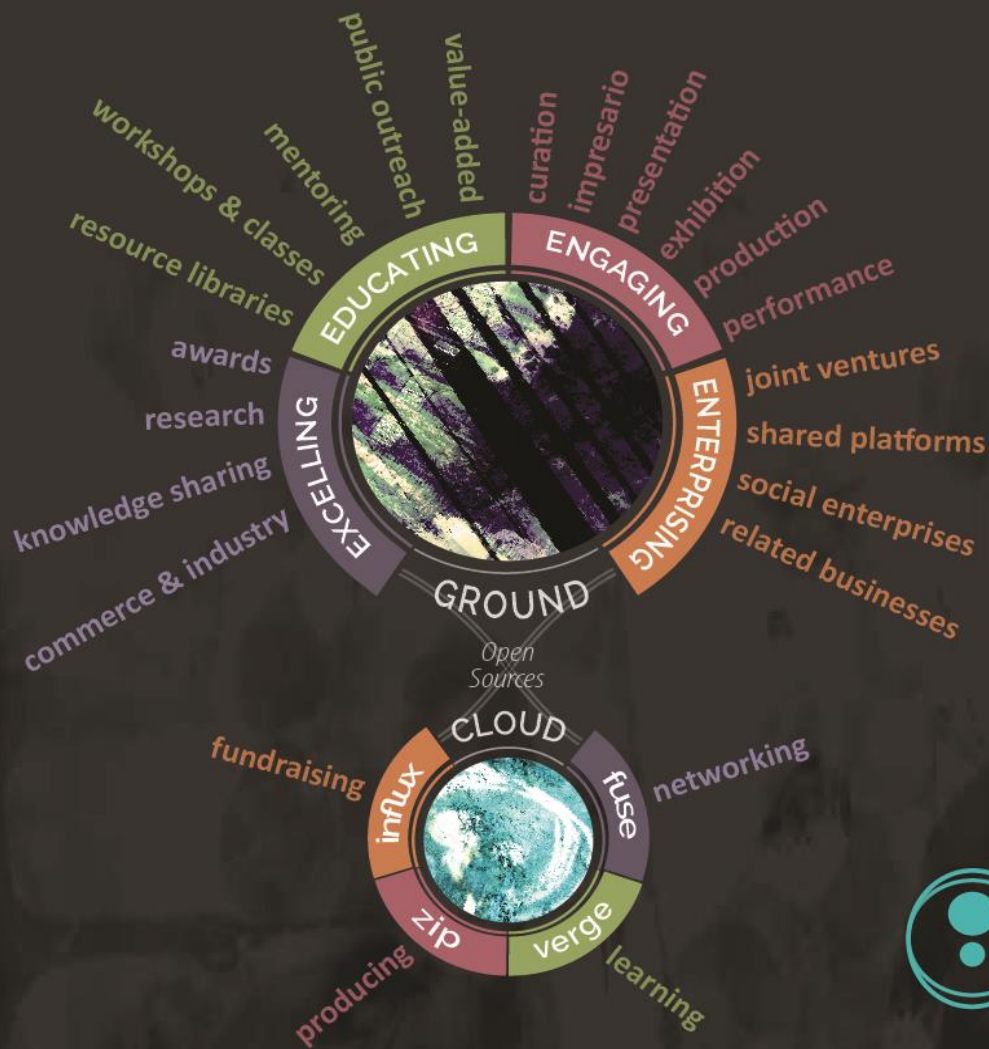 public outreach
value-added
workshops & classes
mentoring
curation
impresario
presentation
exhibition
production
performance
resource libraries
EDUCATING
ENGAGING
awards
research
knowledge sharing
commerce & industry
EXCELLING
ENTERPRISING
joint ventures
shared platforms
social enterprises
related businesses
GROUND
Open
Sources
CLOUD
fundraising
influx
fuse
networking
zip
verge
producing
learning